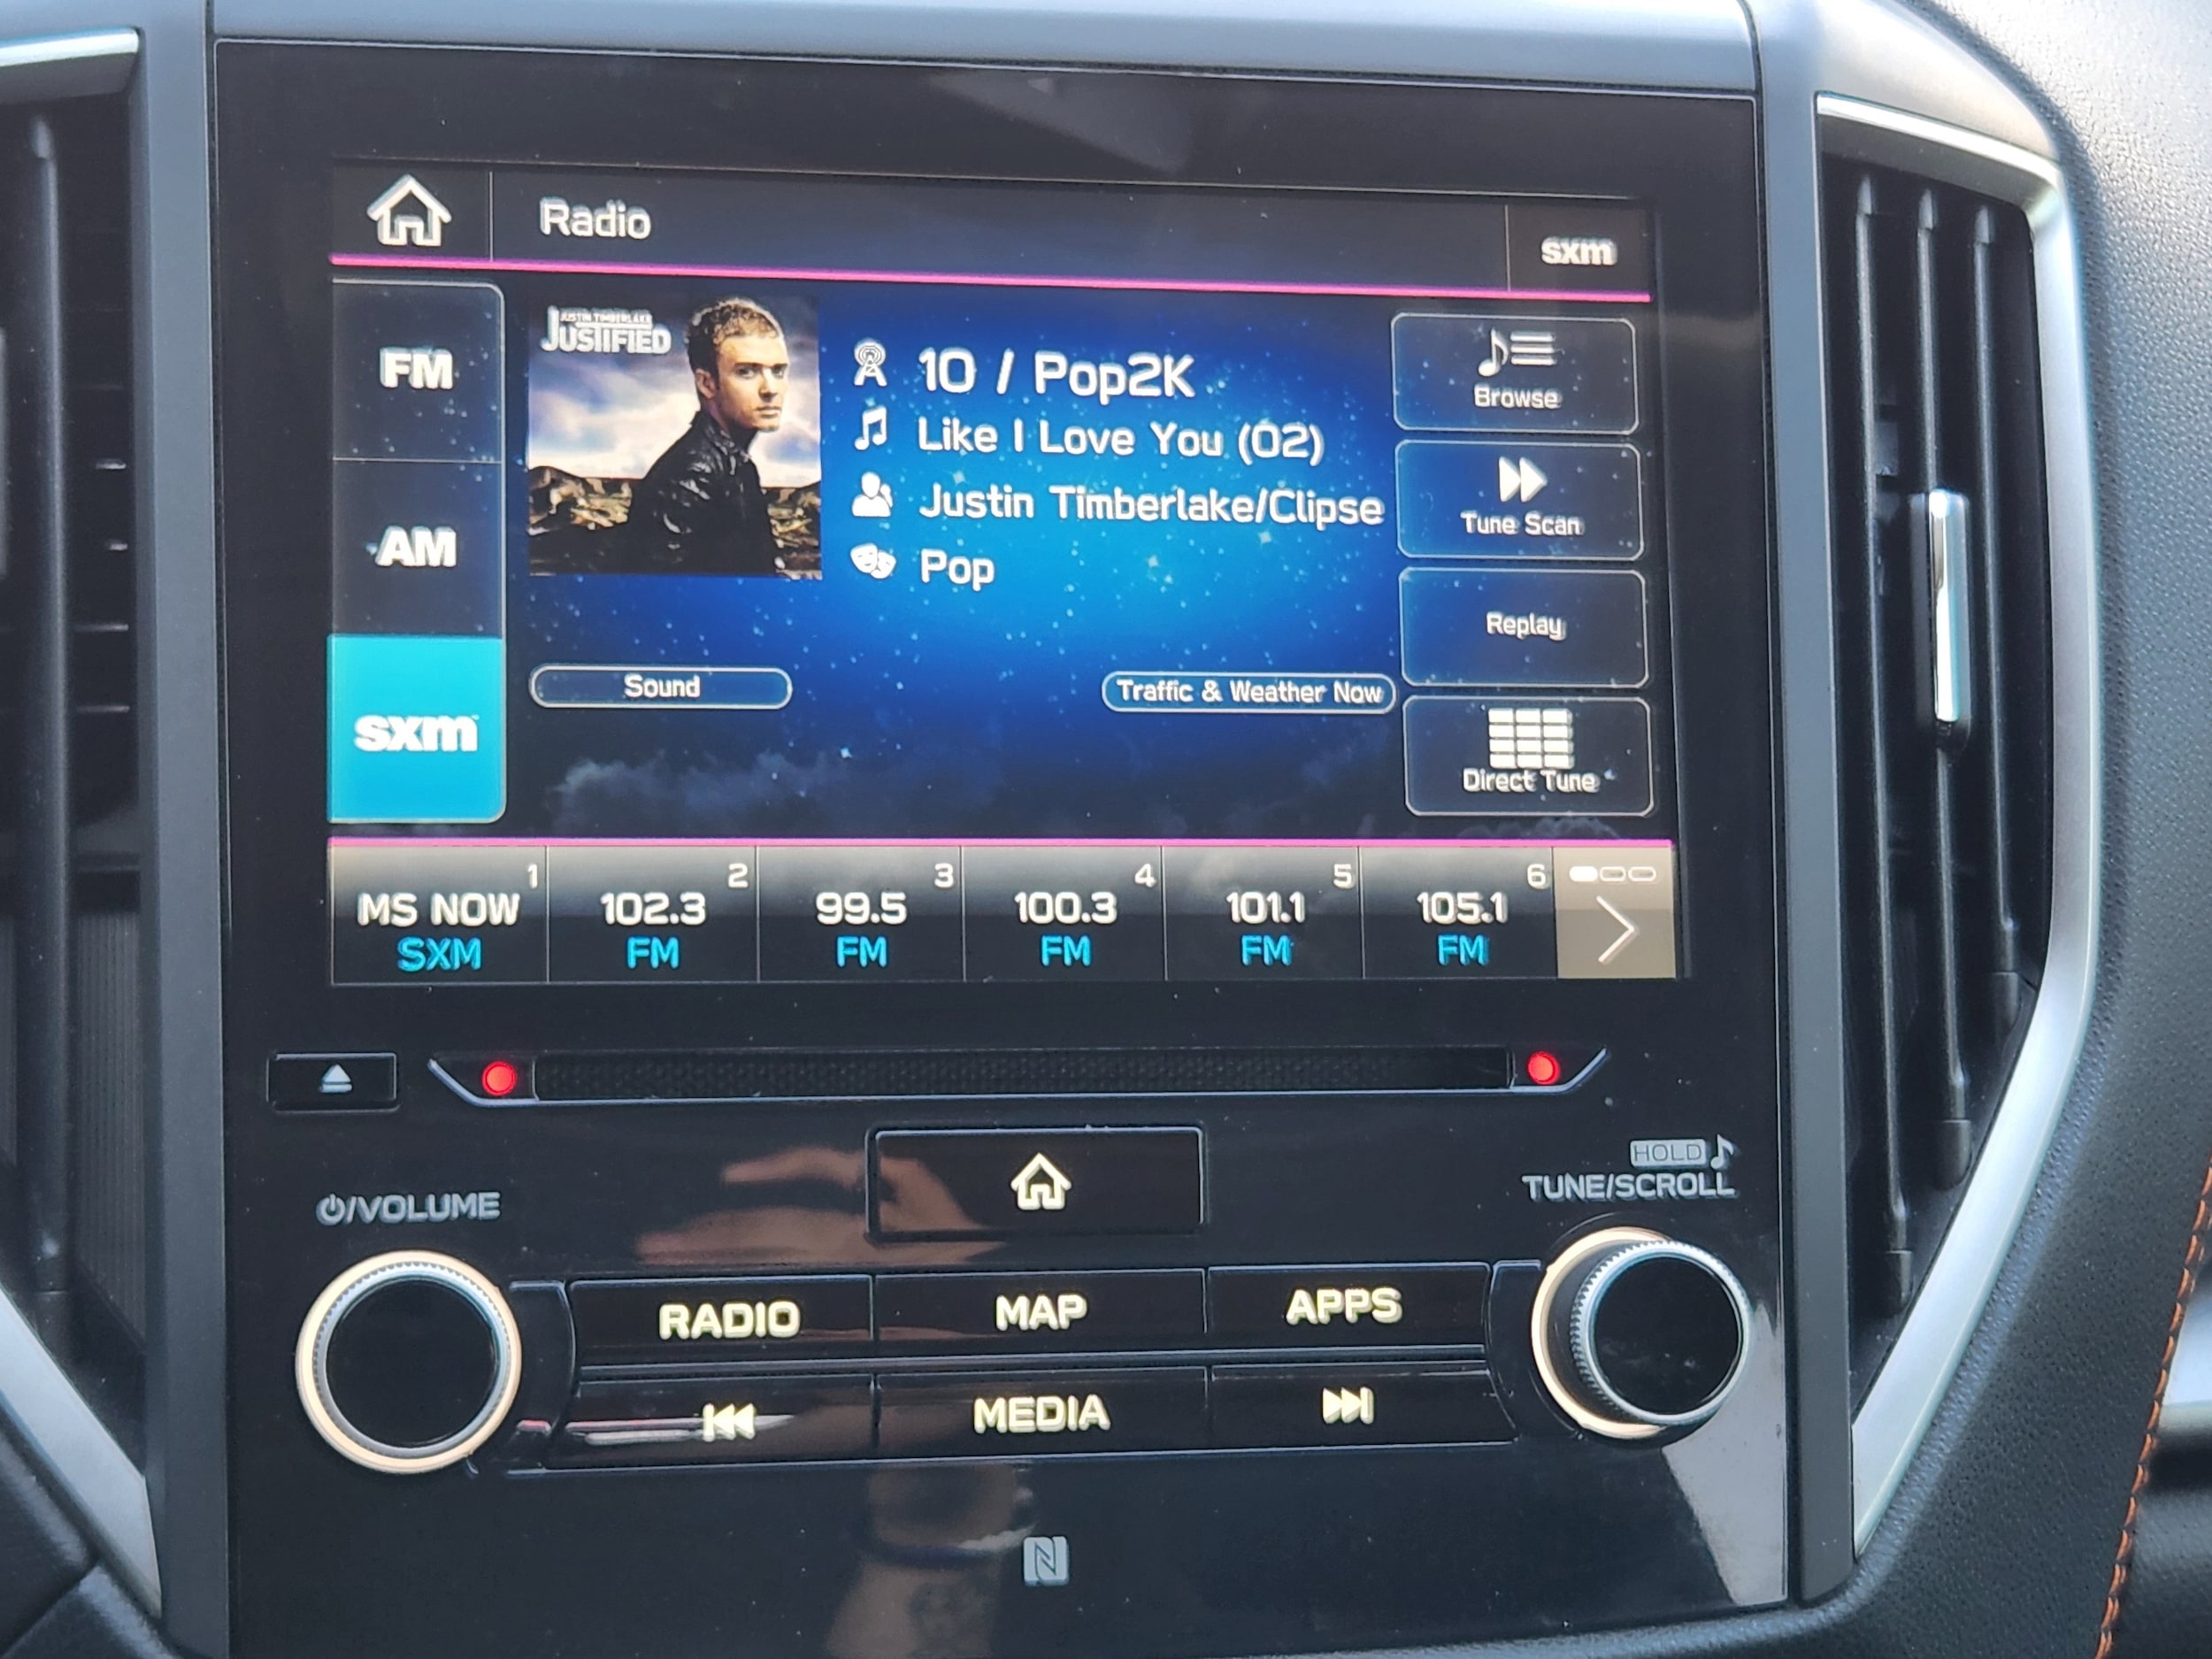 Radio
sxm
FM
AM
sxm
JUSTIN TIMBERLAKE
JUSTIFIED
10 / Pop2K
Like I Love You (02)
Justin Timberlake/Clipse
Pop
Sound
Traffic & Weather Now
Browse
Tune Scan
Replay
Direct Tune
1 2 3 4 5 6
MS NOW 102.3 99.5 100.3 101.1 105.1
SXM FM FM FM FM FM
HOLD
/VOLUME
TUNE/SCROLL
RADIO MAP APPS
MEDIA
N